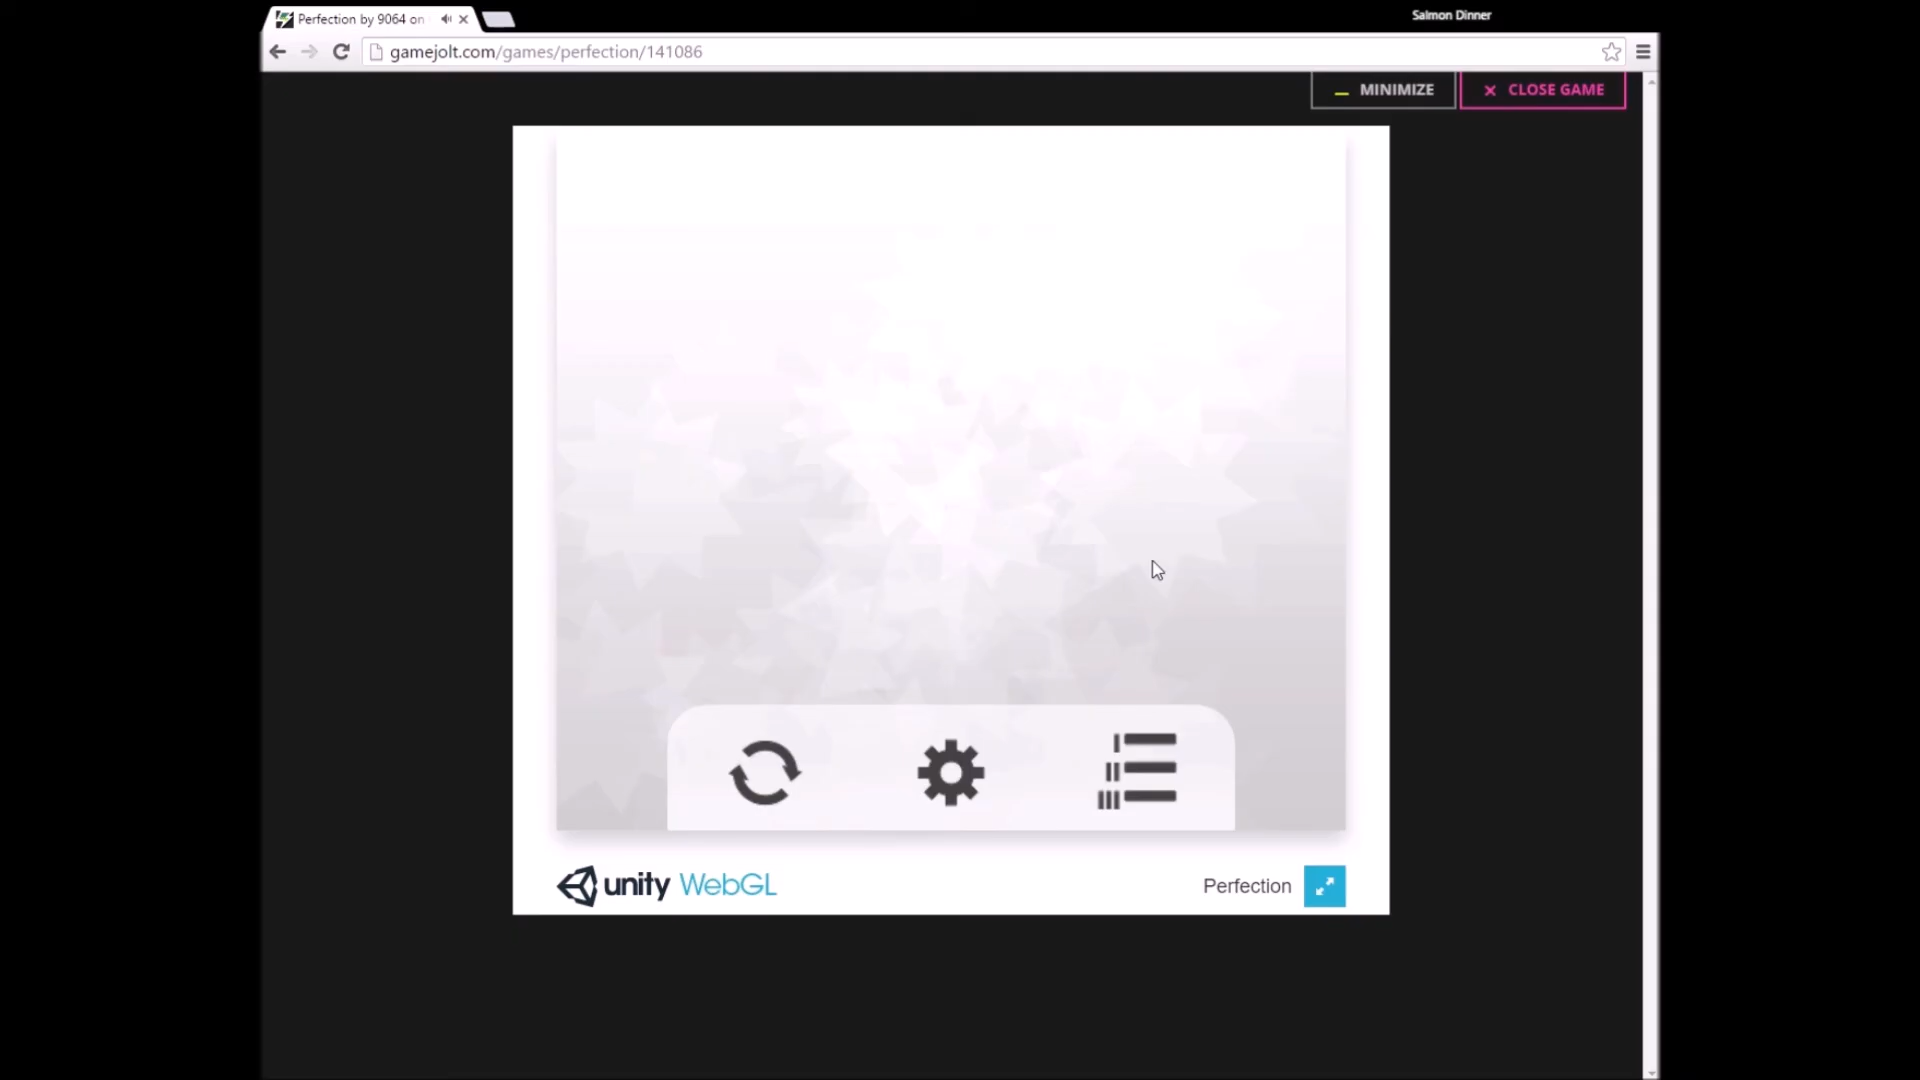 Salmon Dinner
Perfection by 9064 on
gamejolt.com/games/perfection/141086
MINIMIZE
CLOSE GAME
unity WebGL
Perfection